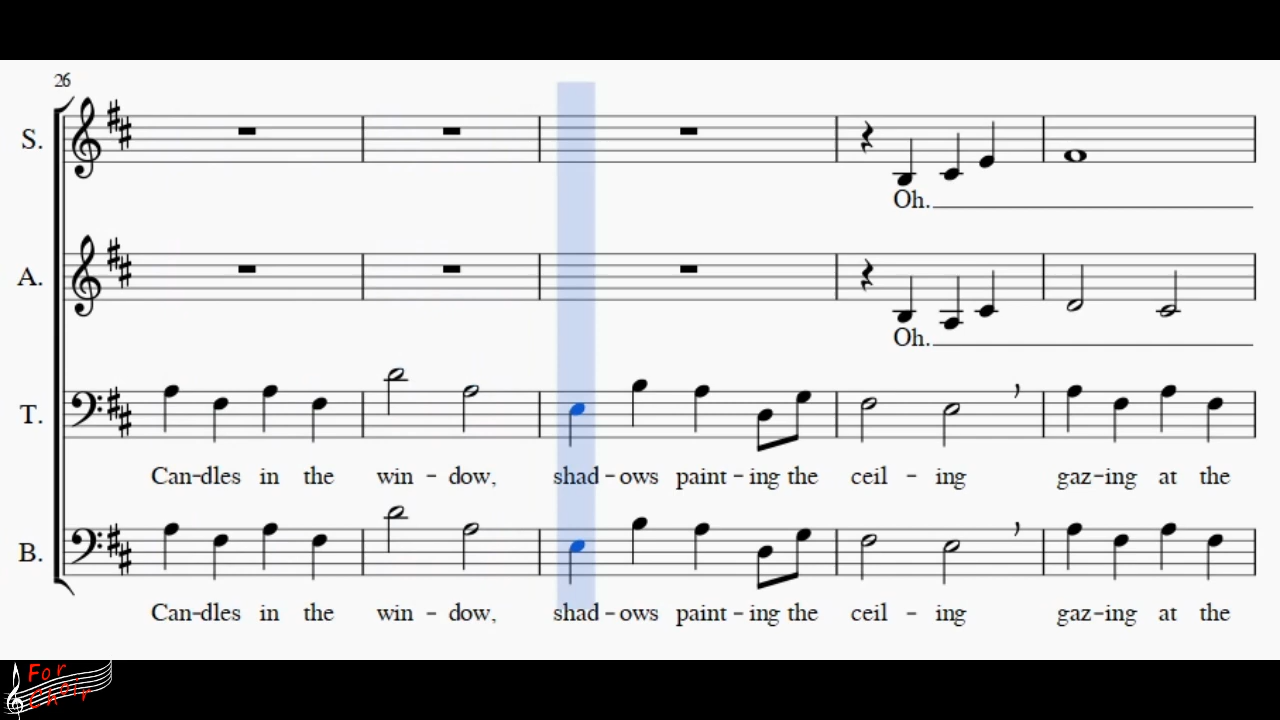 26
S.
Oh.
A.
Oh.
T.
Can-dles in the win - dow, shad - ows paint - ing the ceil - ing gaz-ing at the
B.
Can-dles in the win - dow, shad - ows paint - ing the ceil - ing gaz-ing at the
For
Choir